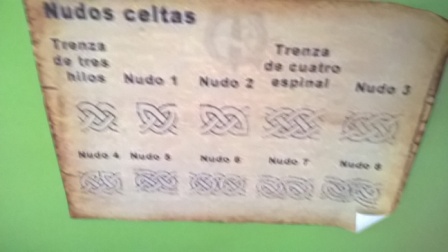 Nudos celtas
Trenza
de tres
hilos
Nudo 1
Nudo 2
Trenza
de cuatro
espinal
Nudo 3
Nudo 4
Nudo 5
Nudo 6
Nudo 7
Nudo 8